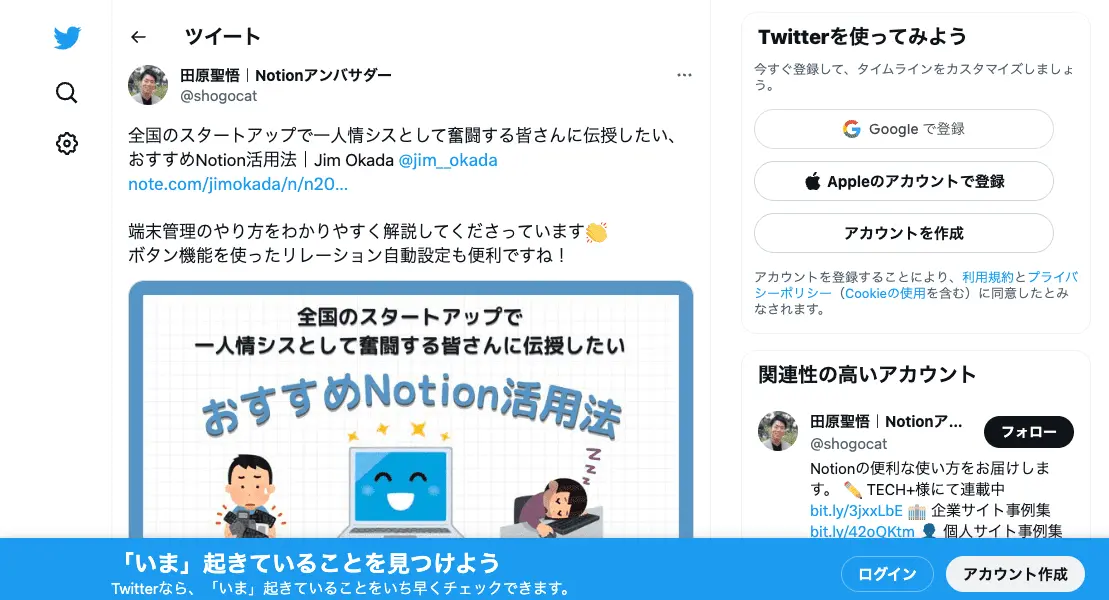 ツイート
田原聖悟｜Notionアンバサダー
@shogocat
全国のスタートアップで一人情シスとして奮闘する皆さんに伝授したい、
おすすめNotion活用法｜Jim Okada @jim__okada
note.com/jimokada/n/n20…
端末管理のやり方をわかりやすく解説してくださっています👏
ボタン機能を使ったリレーション自動設定も便利ですね！
全国のスタートアップで
一人情シスとして奮闘する皆さんに伝授したい
おすすめNotion活用法
ZZZ
Twitterを使ってみよう
今すぐ登録して、タイムラインをカスタマイズしましょ
う。
Google で登録
Appleのアカウントで登録
アカウントを作成
アカウントを登録することにより、利用規約とプライバ
シーポリシー（Cookieの使用を含む）に同意したとみ
なされます。
関連性の高いアカウント
田原聖悟｜Notionア...
フォロー
@shogocat
Notionの便利な使い方をお届けしま
す。 ✏️ TECH+様にて連載中
bit.ly/3jxxLbE 🏫 企業サイト事例集
bit.ly/42oQKtm 👤 個人サイト事例集
「いま」起きていることを見つけよう
Twitterなら、「いま」起きていることをいち早くチェックできます。
ログイン
アカウント作成